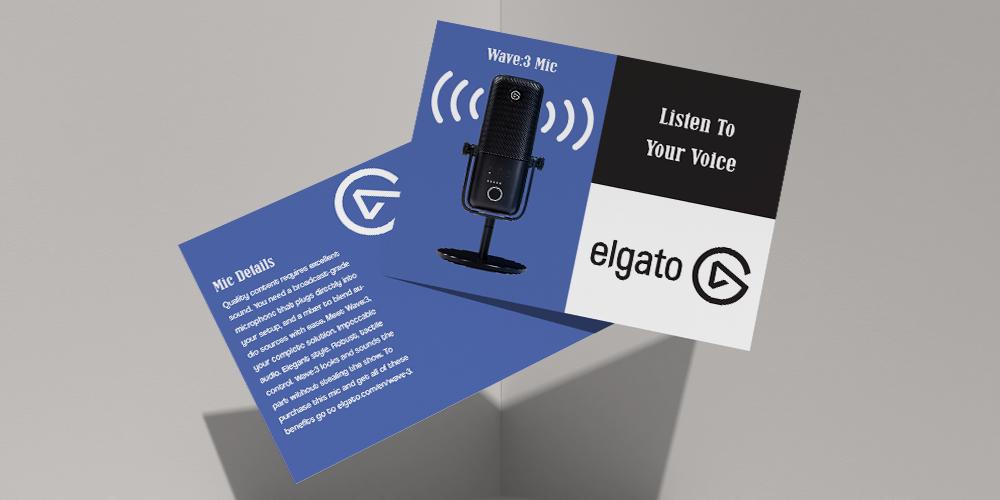 Wave:3 Mic
Listen To
Your Voice
elgato
Mic Details
Quality content requires excellent
sound. You need a broadcast-grade
microphone that plugs directly into
your setup, and a mixer to blend au-
dio sources with ease. Meet Wave:3,
your complete solution. Impeccable
audio. Elegant style. Robust, tactile
control. Wave:3 looks and sounds the
part without stealing the show. To
purchase this mic and get all of these
benefits go to elgato.com/en/wave-3.